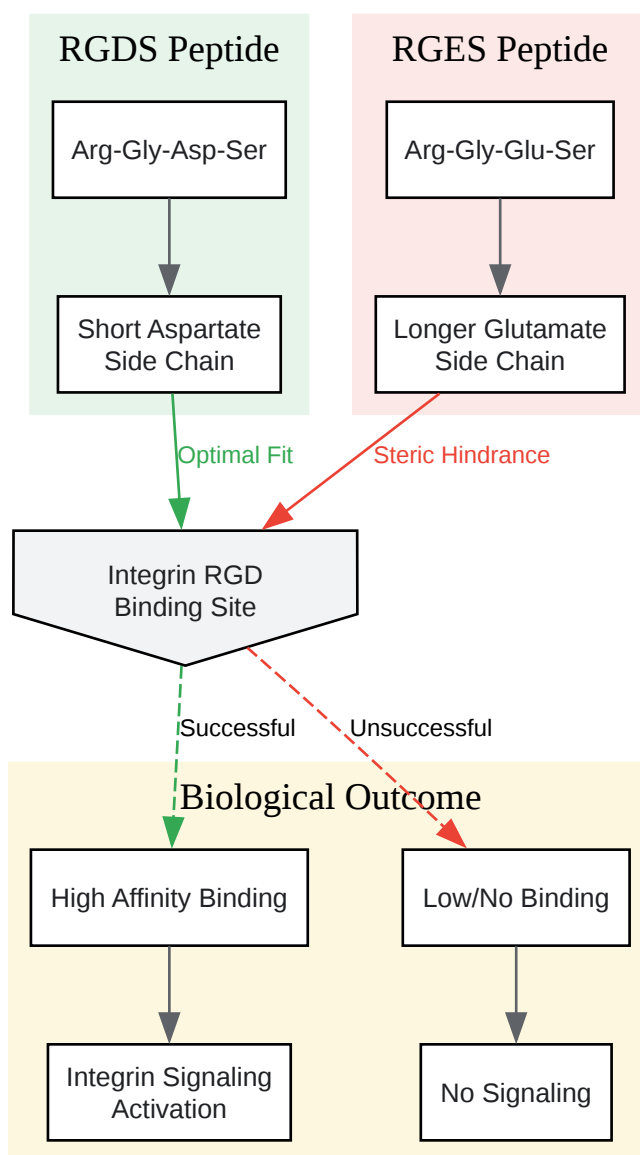 RGDS Peptide
RGES Peptide
Arg-Gly-Asp-Ser
Arg-Gly-Glu-Ser
Short Aspartate
Side Chain
Longer Glutamate
Side Chain
Optimal Fit
Steric Hindrance
Integrin RGD
Binding Site
Successful
Unsuccessful
Biological Outcome
High Affinity Binding
Low/No Binding
Integrin Signaling
Activation
No Signaling